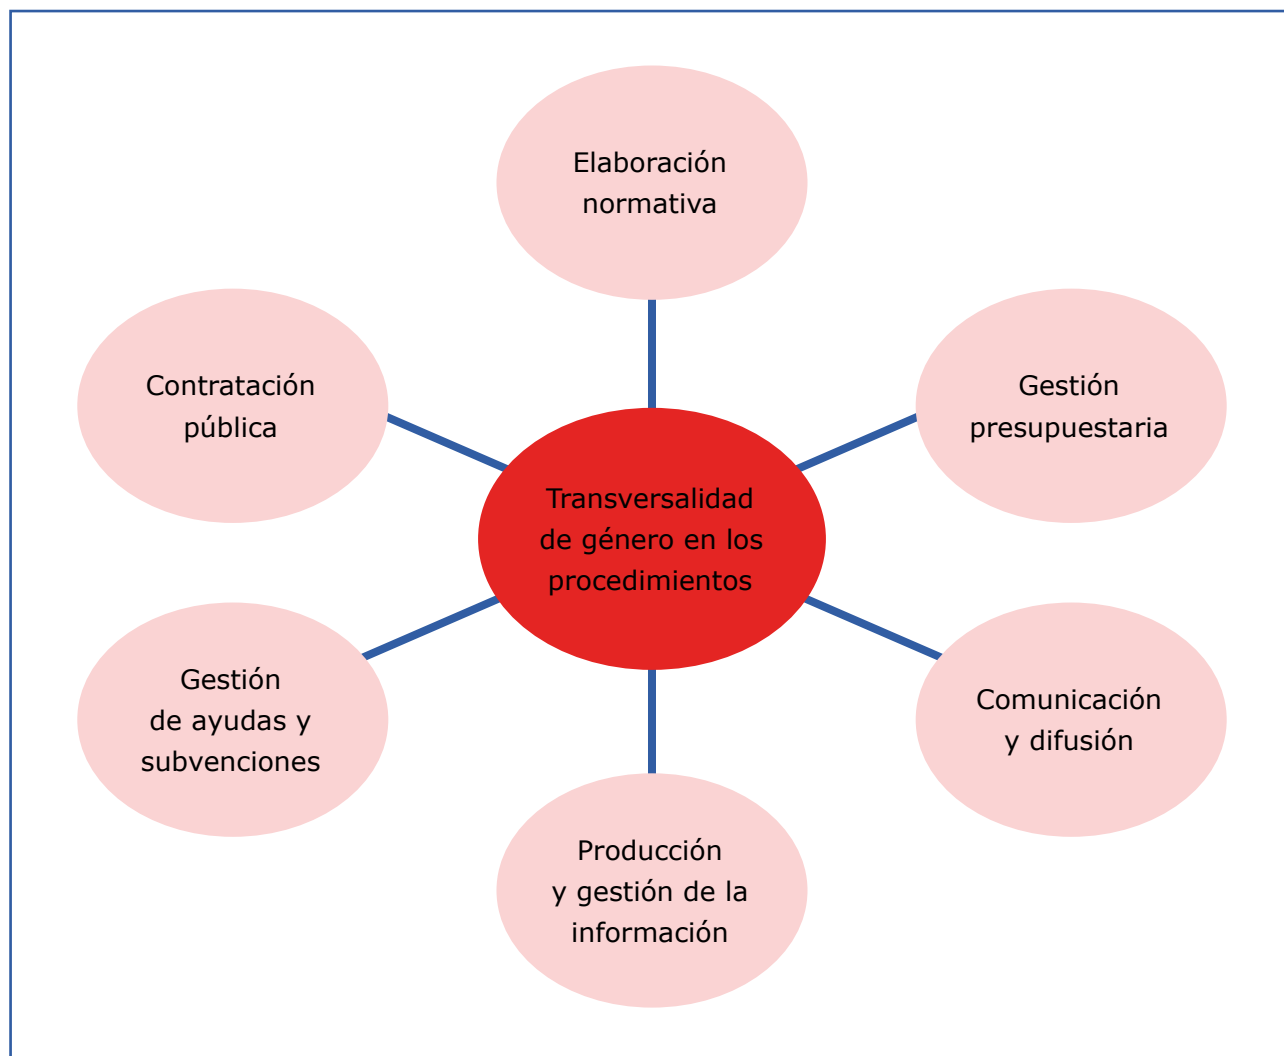 Elaboración
normativa
Contratación
pública
Gestión
presupuestaria
Transversalidad
de género en los
procedimientos
Gestión
de ayudas y
subvenciones
Comunicación
y difusión
Producción
y gestión de la
información